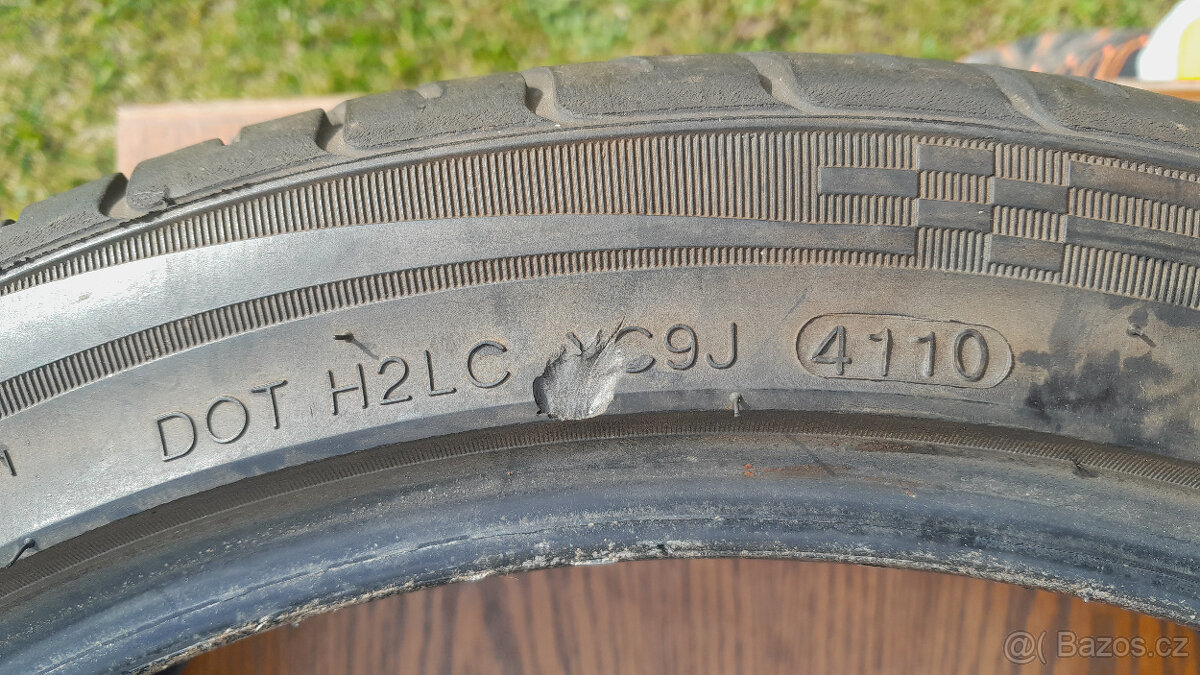 DOT H2LC C9J 4110
@ Bazos.cz